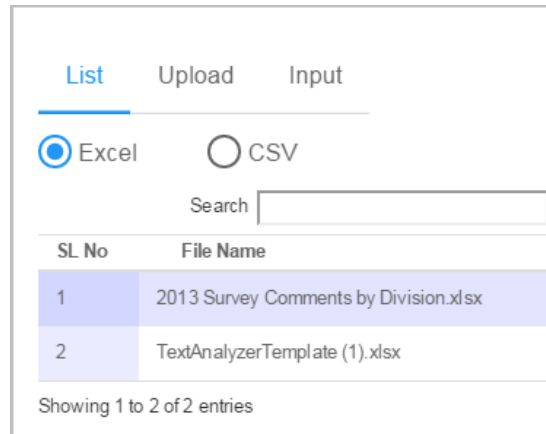 List Upload Input
Excel CSV
Search
SL No File Name
1 2013 Survey Comments by Division.xlsx
2 TextAnalyzerTemplate (1).xlsx
Showing 1 to 2 of 2 entries